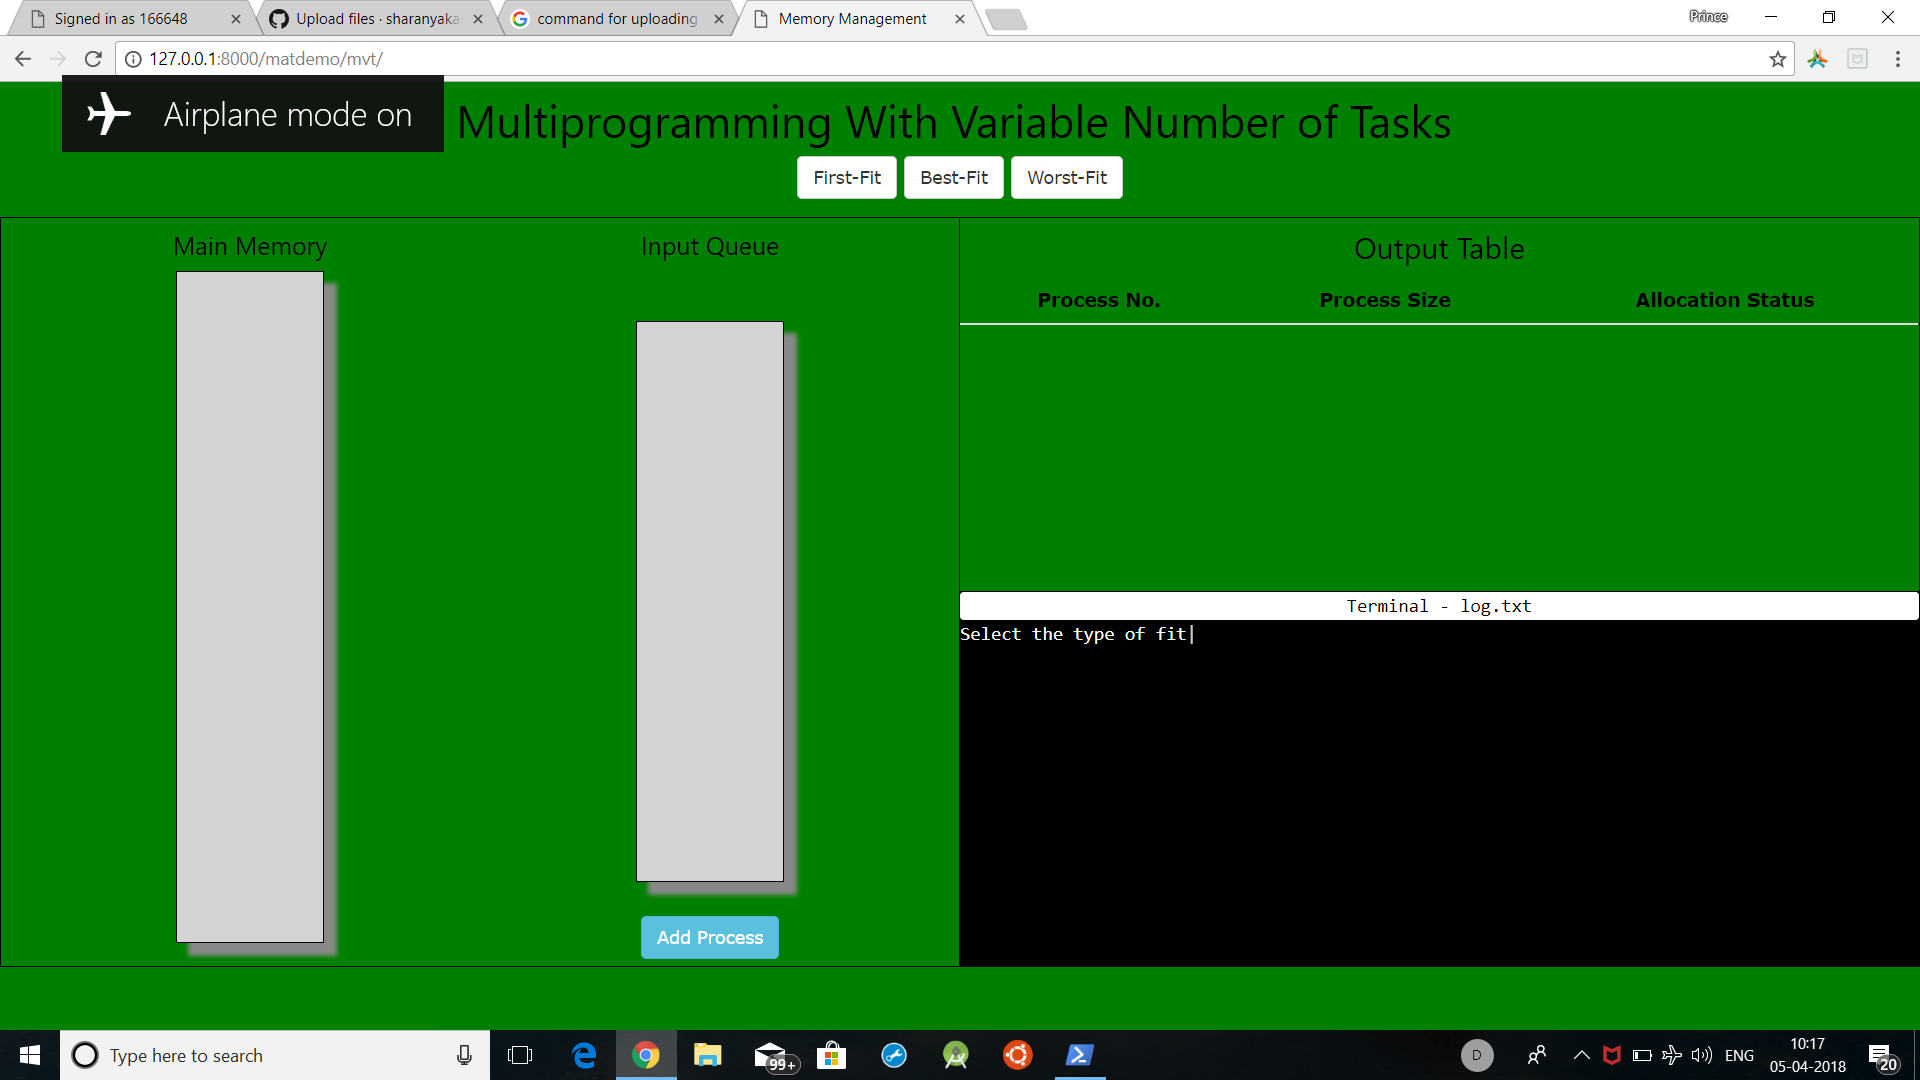 Signed in as 166648
Upload files · sharanyaka
command for uploading
Memory Management
Prince
127.0.0.1:8000/matdemo/mvt/
Airplane mode on
Multiprogramming With Variable Number of Tasks
First-Fit
Best-Fit
Worst-Fit
Main Memory
Input Queue
Output Table
Process No.
Process Size
Allocation Status
Terminal - log.txt
Select the type of fit
Add Process
Type here to search
99+
D
ENG
10:17
05-04-2018
20